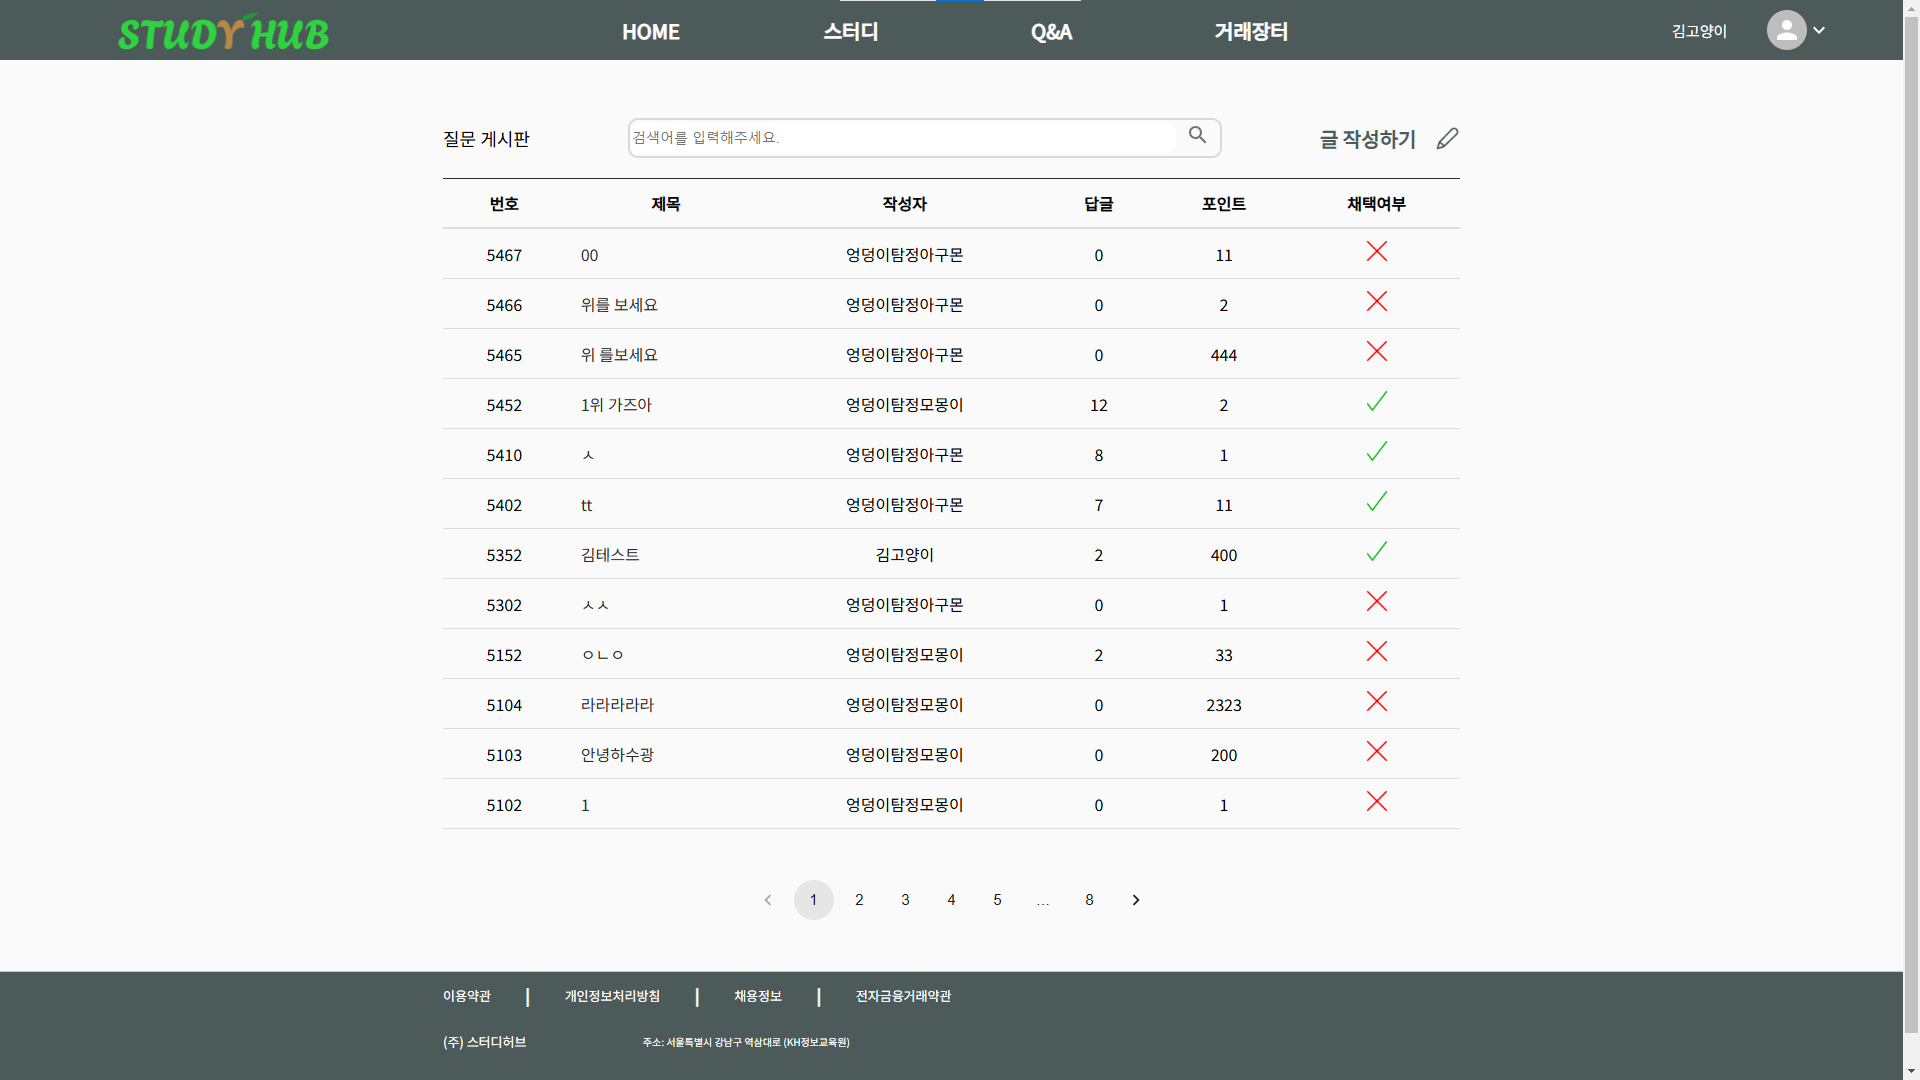 STUDY HUB HOME 스터디 Q&A 거래장터 김고양이
질문 게시판 검색어를 입력해주세요. 글 작성하기
번호 제목 작성자 답글 포인트 채택여부
5467 00 엉덩이탐정아구몬 0 11
5466 위를 보세요 엉덩이탐정아구몬 0 2
5465 위 를보세요 엉덩이탐정아구몬 0 444
5452 1위 가즈아 엉덩이탐정모몽이 12 2
5410 ㅅ 엉덩이탐정아구몬 8 1
5402 tt 엉덩이탐정아구몬 7 11
5352 김테스트 김고양이 2 400
5302 ㅅㅅ 엉덩이탐정아구몬 0 1
5152 ㅇㄴㅇ 엉덩이탐정모몽이 2 33
5104 라라라라라 엉덩이탐정모몽이 0 2323
5103 안녕하수광 엉덩이탐정모몽이 0 200
5102 1 엉덩이탐정모몽이 0 1
1 2 3 4 5 … 8
이용약관 | 개인정보처리방침 | 채용정보 | 전자금융거래약관
(주) 스터디허브 주소: 서울특별시 강남구 역삼대로 (KH정보교육원)